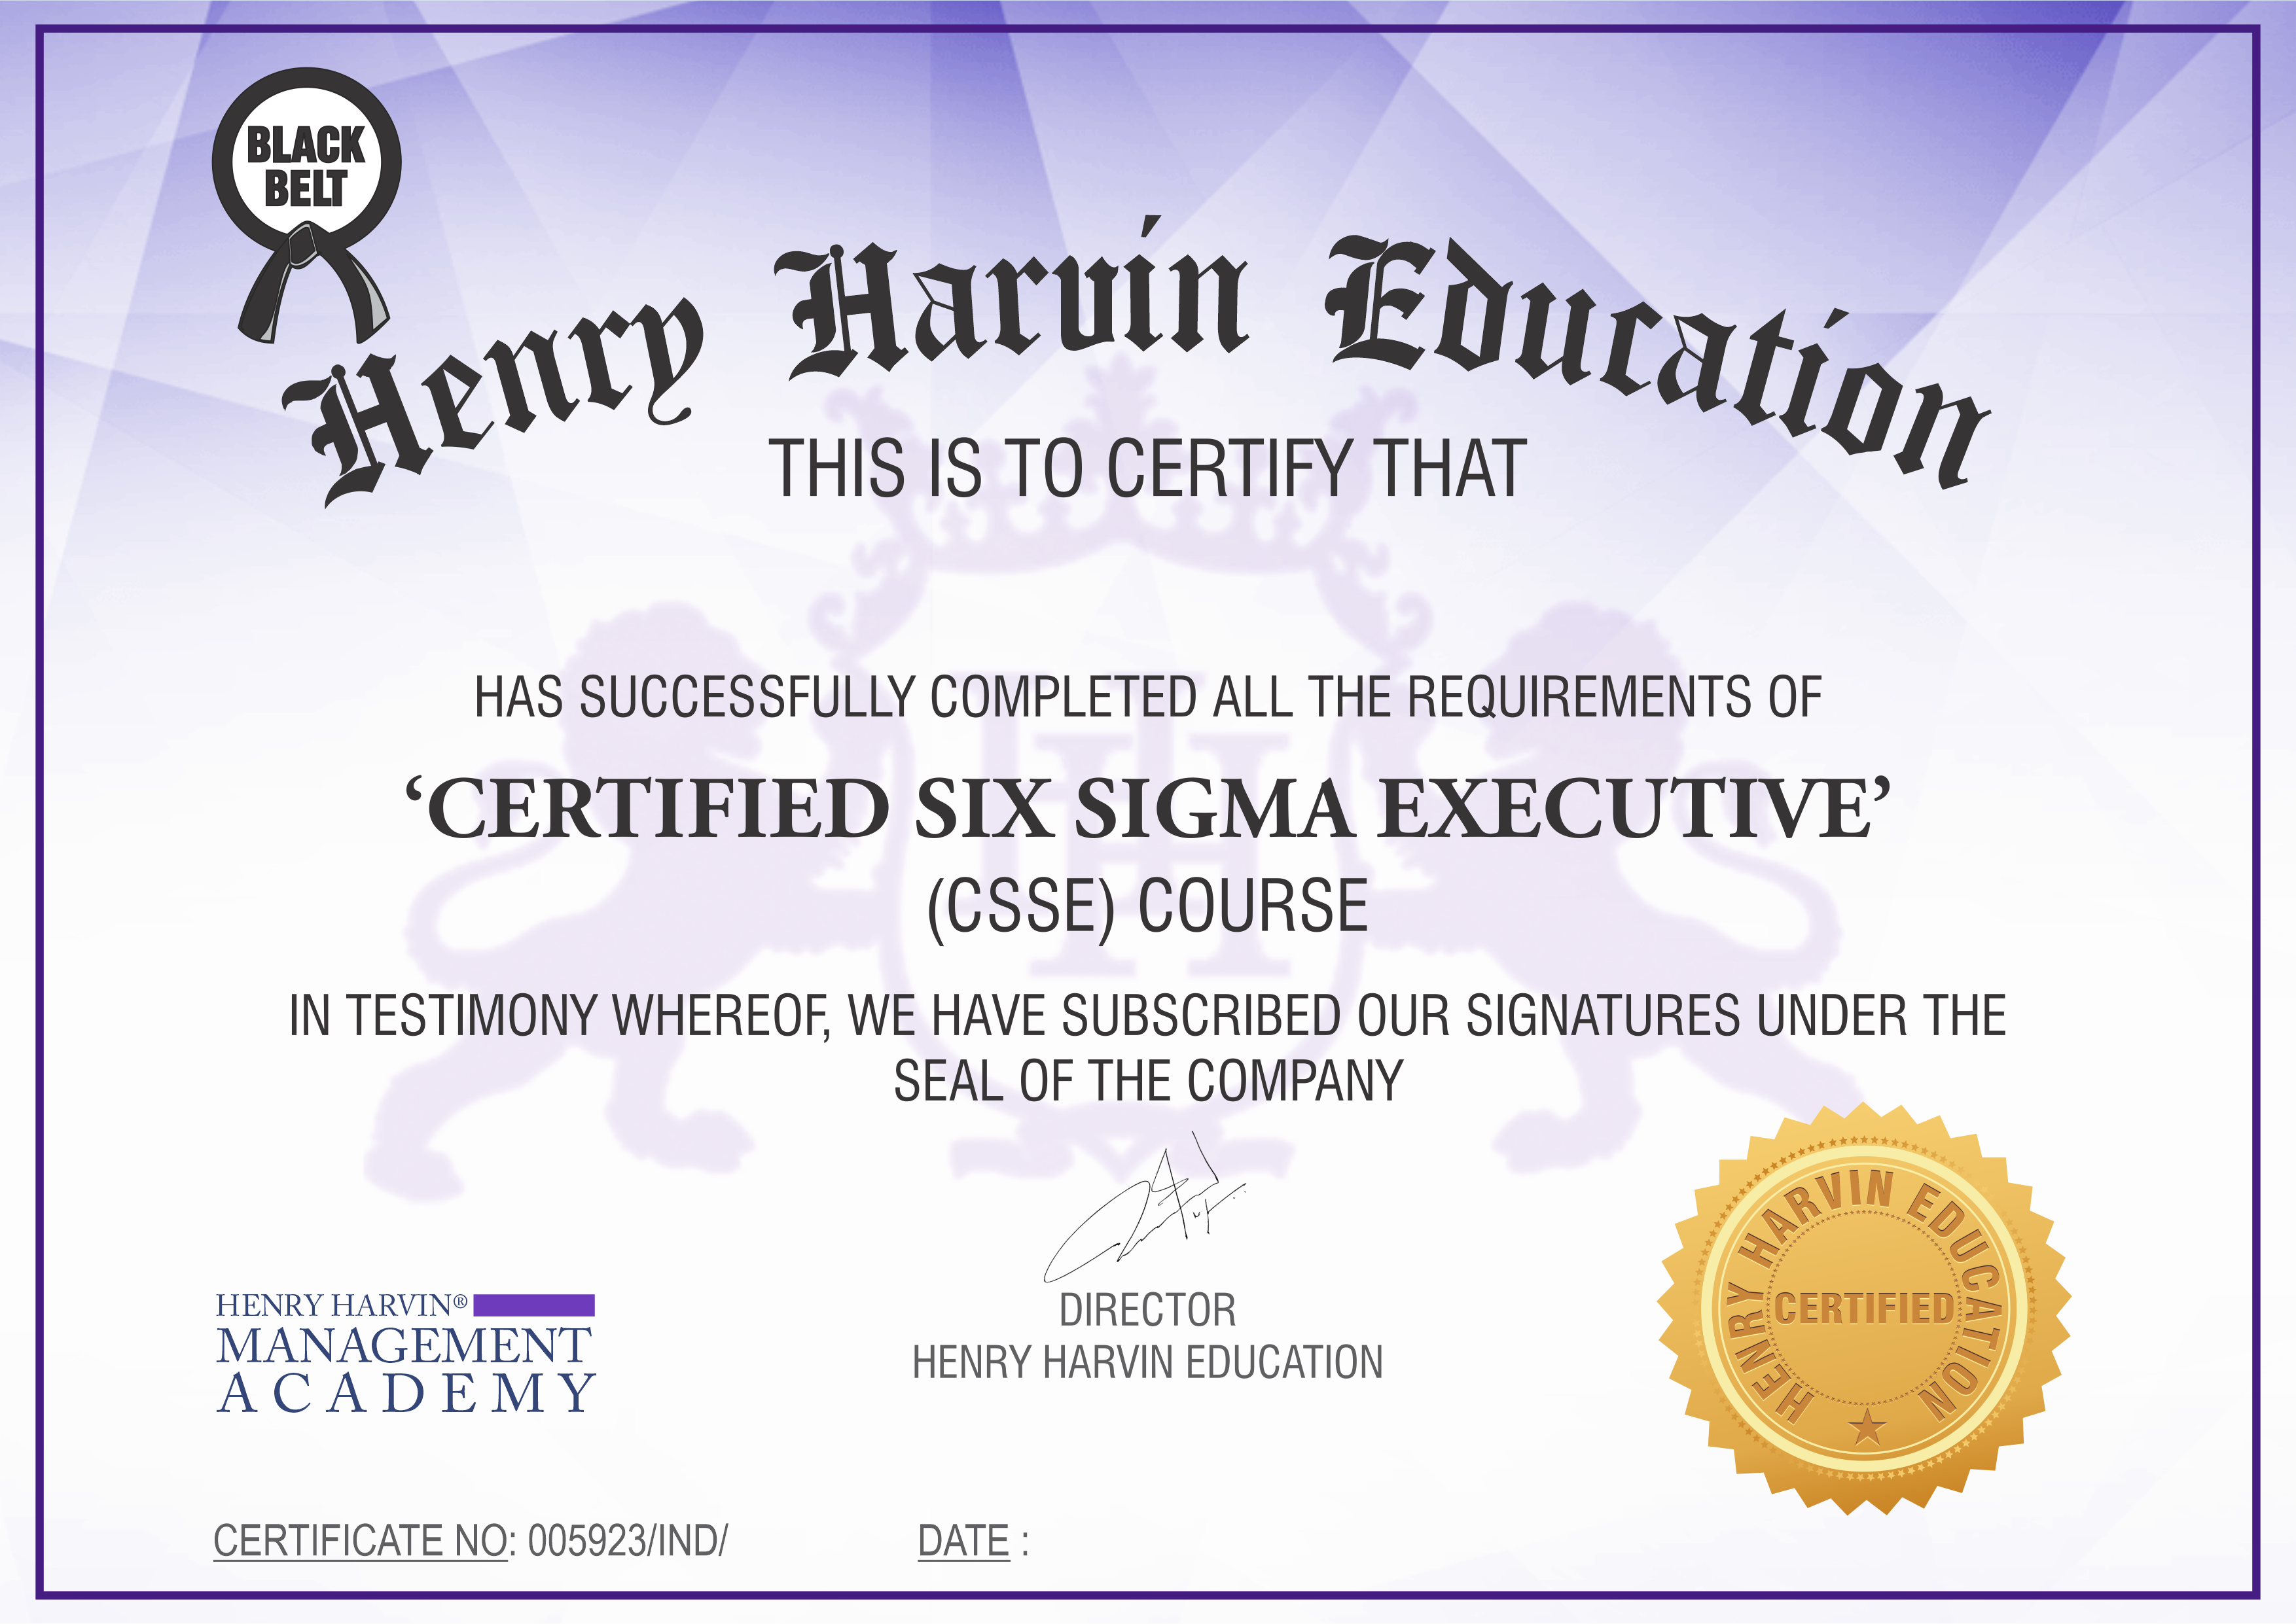 BLACK
BELT
Henry Harvin Education
THIS IS TO CERTIFY THAT
HAS SUCCESSFULLY COMPLETED ALL THE REQUIREMENTS OF
‘CERTIFIED SIX SIGMA EXECUTIVE’
(CSSE) COURSE
IN TESTIMONY WHEREOF, WE HAVE SUBSCRIBED OUR SIGNATURES UNDER THE
SEAL OF THE COMPANY
DIRECTOR
HENRY HARVIN EDUCATION
HENRY HARVIN®
MANAGEMENT
ACADEMY
HENRY HARVIN EDUCATION
CERTIFIED
CERTIFICATE NO: 005923/IND/
DATE :